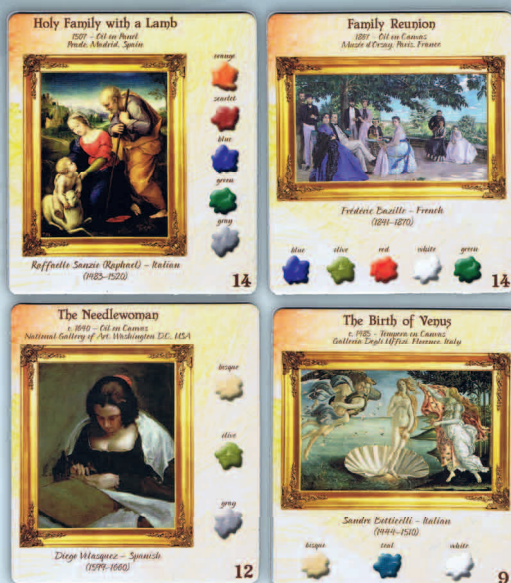 Holy Family with a Lamb
1507 - Oil on Panel
Prado, Madrid, Spain
orange
scarlet
blue
green
gray
Raffaello Sanzio (Raphael) - Italian
(1483-1520)
14
Family Reunion
1867 - Oil on Canvas
Musée d'Orsay, Paris, France
Frédéric Bazille - French
(1841-1870)
blue
olive
red
white
green
14
The Needlewoman
c. 1640 - Oil on Canvas
National Gallery of Art, Washington D.C., USA
bisque
olive
gray
Diego Velasquez - Spanish
(1599-1660)
12
The Birth of Venus
c. 1485 - Tempera on Canvas
Galleria Degli Uffizi, Florence, Italy
Sandro Botticelli - Italian
(1444-1510)
bisque
teal
white
9